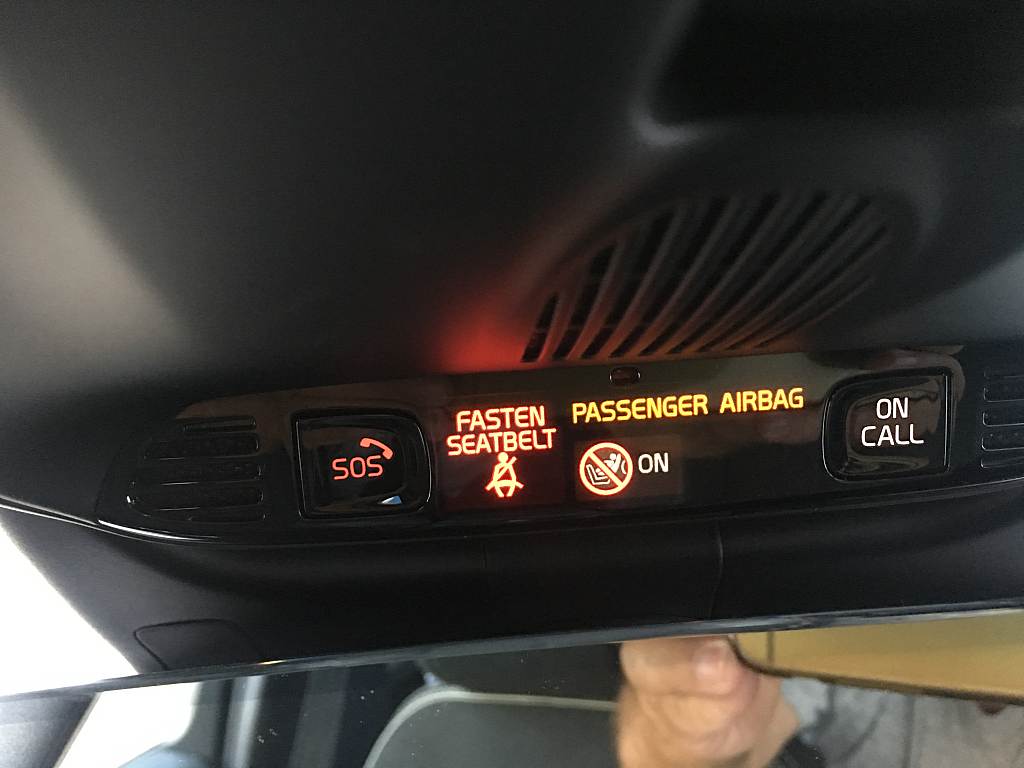 SOS
FASTEN
SEATBELT
PASSENGER AIRBAG
ON
ON
CALL